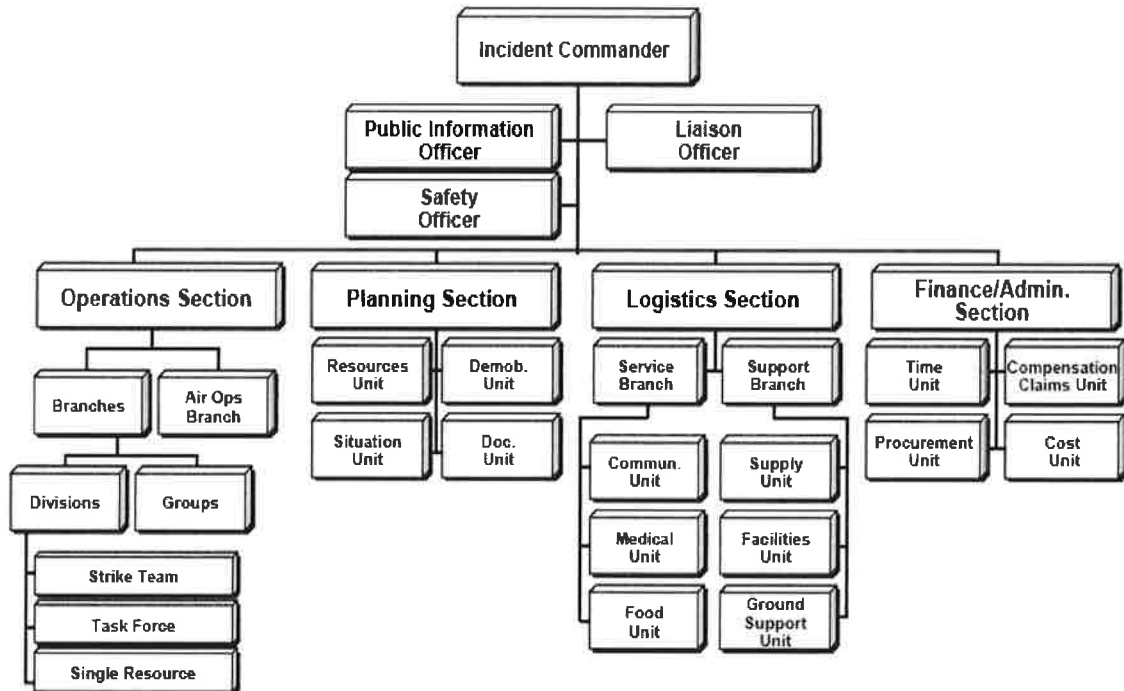 Incident Commander
Public Information
Officer
Liaison
Officer
Safety
Officer
Operations Section
Planning Section
Logistics Section
Finance/Admin.
Section
Branches
Air Ops
Branch
Divisions
Groups
Strike Team
Task Force
Single Resource
Resources
Unit
Demob.
Unit
Situation
Unit
Doc.
Unit
Service
Branch
Support
Branch
Commun.
Unit
Supply
Unit
Medical
Unit
Facilities
Unit
Food
Unit
Ground
Support
Unit
Time
Unit
Compensation
Claims Unit
Procurement
Unit
Cost
Unit